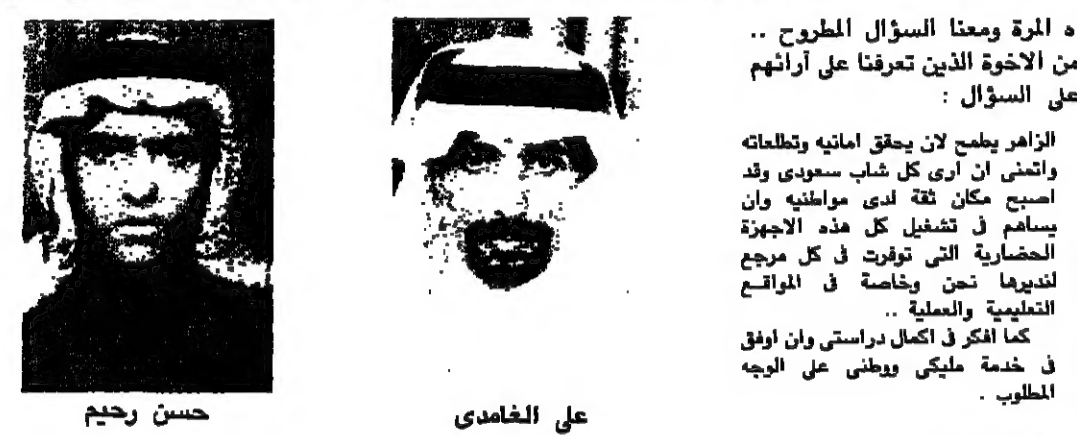 ه المرة ومعنا السؤال المطروح ..
من الاخوة الذين تعرفنا على آرائهم
على السؤال :
الزاهر يطمح لان يحقق امانيه وتطلعاته
واتمنى ان ارى كل شاب سعودى وقد
اصبح مكان ثقة لدى مواطنيه وان
يساهم فى تشغيل كل هذه الاجهزة
الحضارية التى توفرت فى كل مرجع
لنديرها نحن وخاصة فى المواقع
التعليمية والعملية ..
كما افكر فى اكمال دراستى وان اوفق
فى خدمة مليكى ووطنى على الوجه
المطلوب .
على الغامدى
حسن رحيم